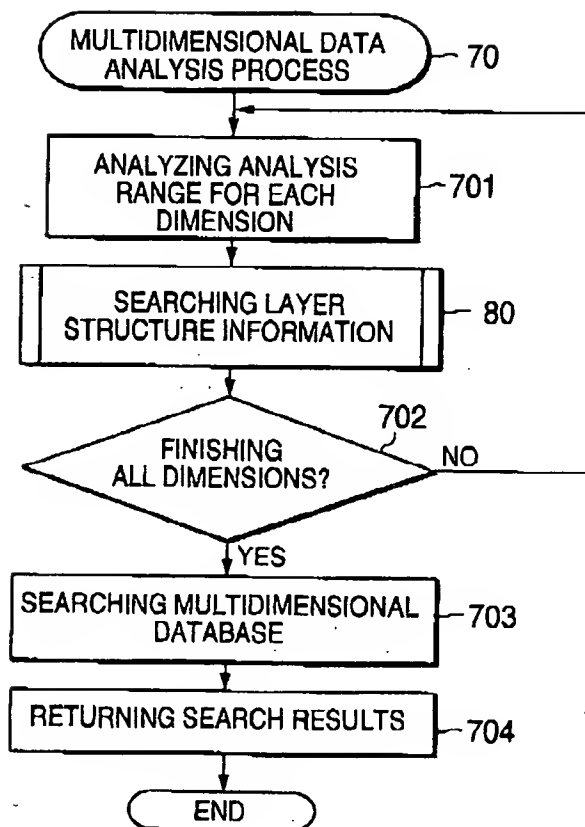 MULTIDIMENSIONAL DATA
ANALYSIS PROCESS
70
ANALYZING ANALYSIS
RANGE FOR EACH
DIMENSION
701
SEARCHING LAYER
STRUCTURE INFORMATION
80
702
FINISHING
ALL DIMENSIONS?
NO
YES
SEARCHING MULTIDIMENSIONAL
DATABASE
703
RETURNING SEARCH RESULTS
704
END